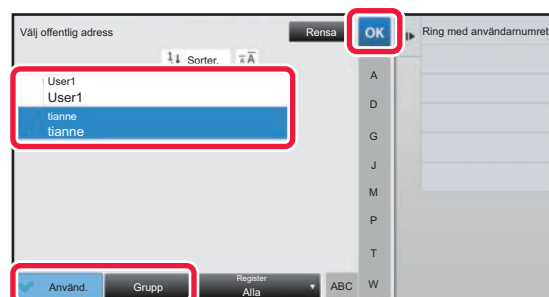 Välj offentlig adress
Rensa
OK
Ring med användarnumret
Sorter.
User1
User1
tianne
tianne
A
D
G
J
M
P
T
W
Använd.
Grupp
Register
Alla
ABC